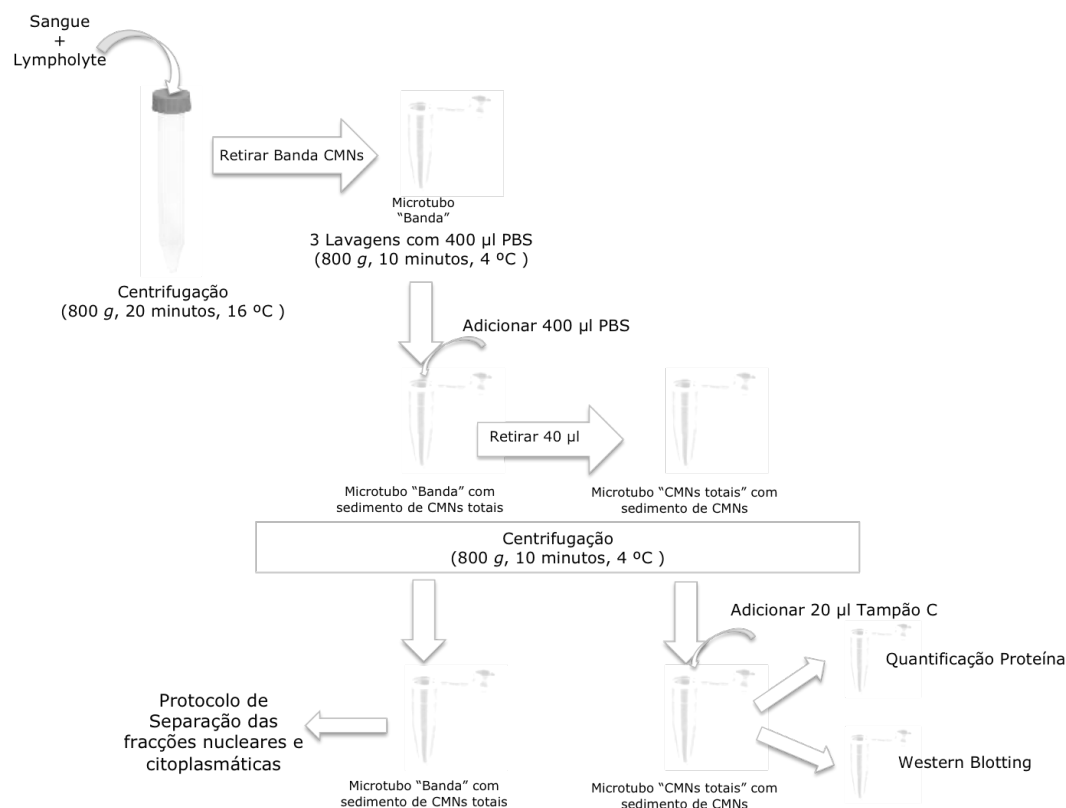 Sangue
+
Lympholyte
Retirar Banda CMNs
Microtubo
“Banda”
3 Lavagens com 400 µl PBS
(800 g, 10 minutos, 4 ºC )
Centrifugação
(800 g, 20 minutos, 16 ºC )
Adicionar 400 µl PBS
Retirar 40 µl
Microtubo “Banda” com
sedimento de CMNs totais
Microtubo “CMNs totais” com
sedimento de CMNs
Centrifugação
(800 g, 10 minutos, 4 ºC )
Adicionar 20 µl Tampão C
Quantificação Proteína
Protocolo de
Separação das
fracções nucleares e
citoplasmáticas
Western Blotting
Microtubo “Banda” com
sedimento de CMNs totais
Microtubo “CMNs totais” com
sedimento de CMNs